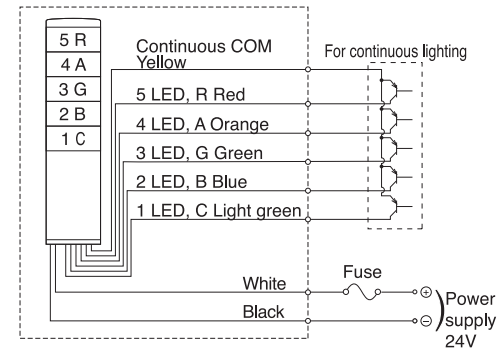 5 R
4 A
3 G
2 B
1 C
Continuous COM
Yellow
5 LED, R Red
4 LED, A Orange
3 LED, G Green
2 LED, B Blue
1 LED, C Light green
For continuous lighting
White
Black
Fuse
⊕
⊖
Power
supply
24V